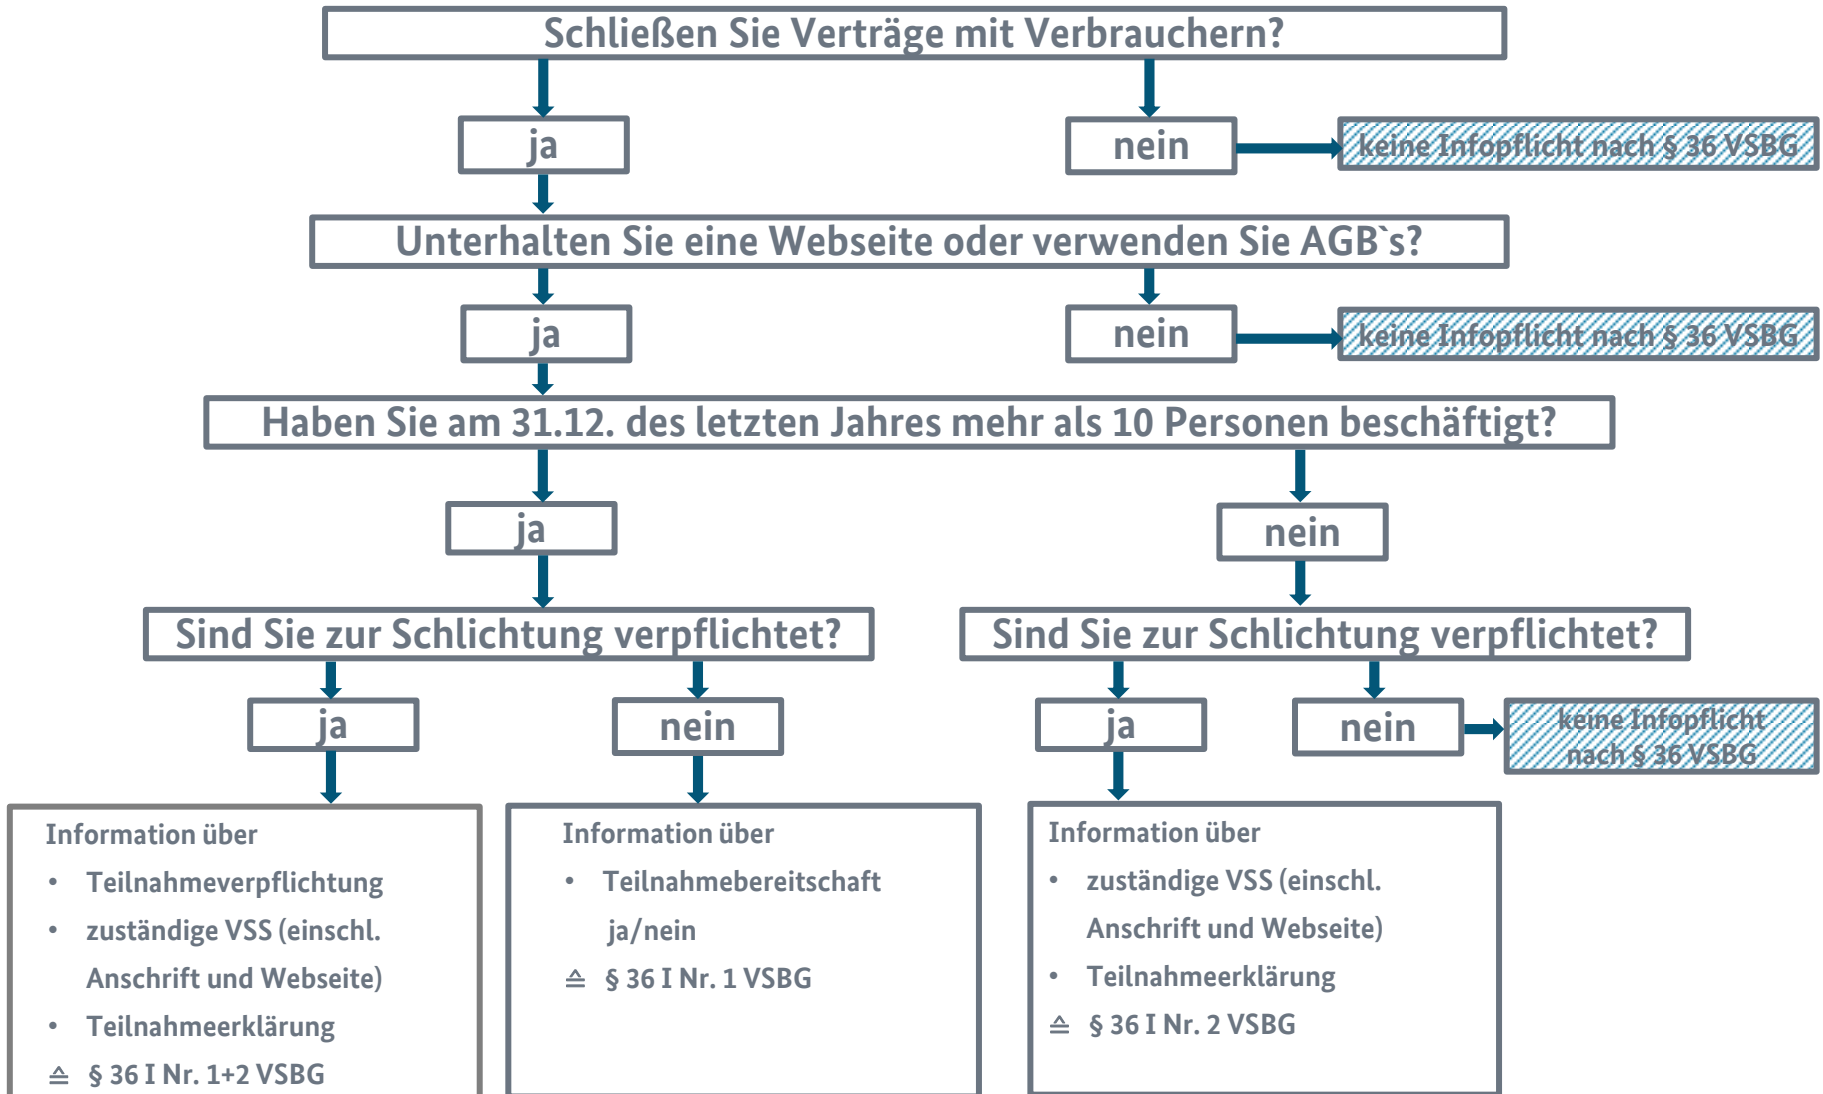 Schließen Sie Verträge mit Verbrauchern?
ja
nein
keine Infopflicht nach § 36 VSBG
Unterhalten Sie eine Webseite oder verwenden Sie AGB`s?
ja
nein
keine Infopflicht nach § 36 VSBG
Haben Sie am 31.12. des letzten Jahres mehr als 10 Personen beschäftigt?
ja
nein
Sind Sie zur Schlichtung verpflichtet?
Sind Sie zur Schlichtung verpflichtet?
ja
nein
ja
nein
keine Infopflicht
nach § 36 VSBG
Information über
• Teilnahmeverpflichtung
• zuständige VSS (einschl.
Anschrift und Webseite)
• Teilnahmeerklärung
≙ § 36 I Nr. 1+2 VSBG
Information über
• Teilnahmebereitschaft
ja/nein
≙ § 36 I Nr. 1 VSBG
Information über
• zuständige VSS (einschl.
Anschrift und Webseite)
• Teilnahmeerklärung
≙ § 36 I Nr. 2 VSBG